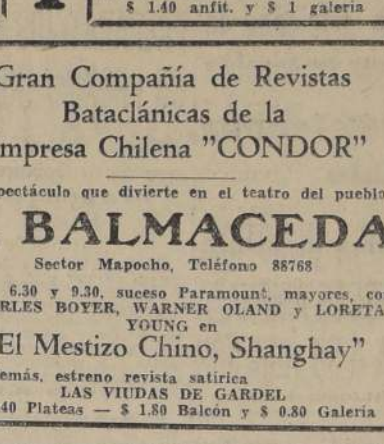 $ 1.40 anfit. y $ 1 galería
Gran Compañía de Revistas
Bataclánicas de la
mpresa Chilena "CONDOR"
pectáculo que divierte en el teatro del pueblo
BALMACEDA
Sector Mapocho, Teléfono 88768
6.30 y 9.30, suceso Paramount, mayores, co
RLES BOYER, WARNER OLAND y LORETA
YOUNG en
El Mestizo Chino, Shanghay"
emás, estreno revista satírica
LAS VIUDAS DE GARDEL
40 Plateas — $ 1.80 Balcón y $ 0.80 Galería